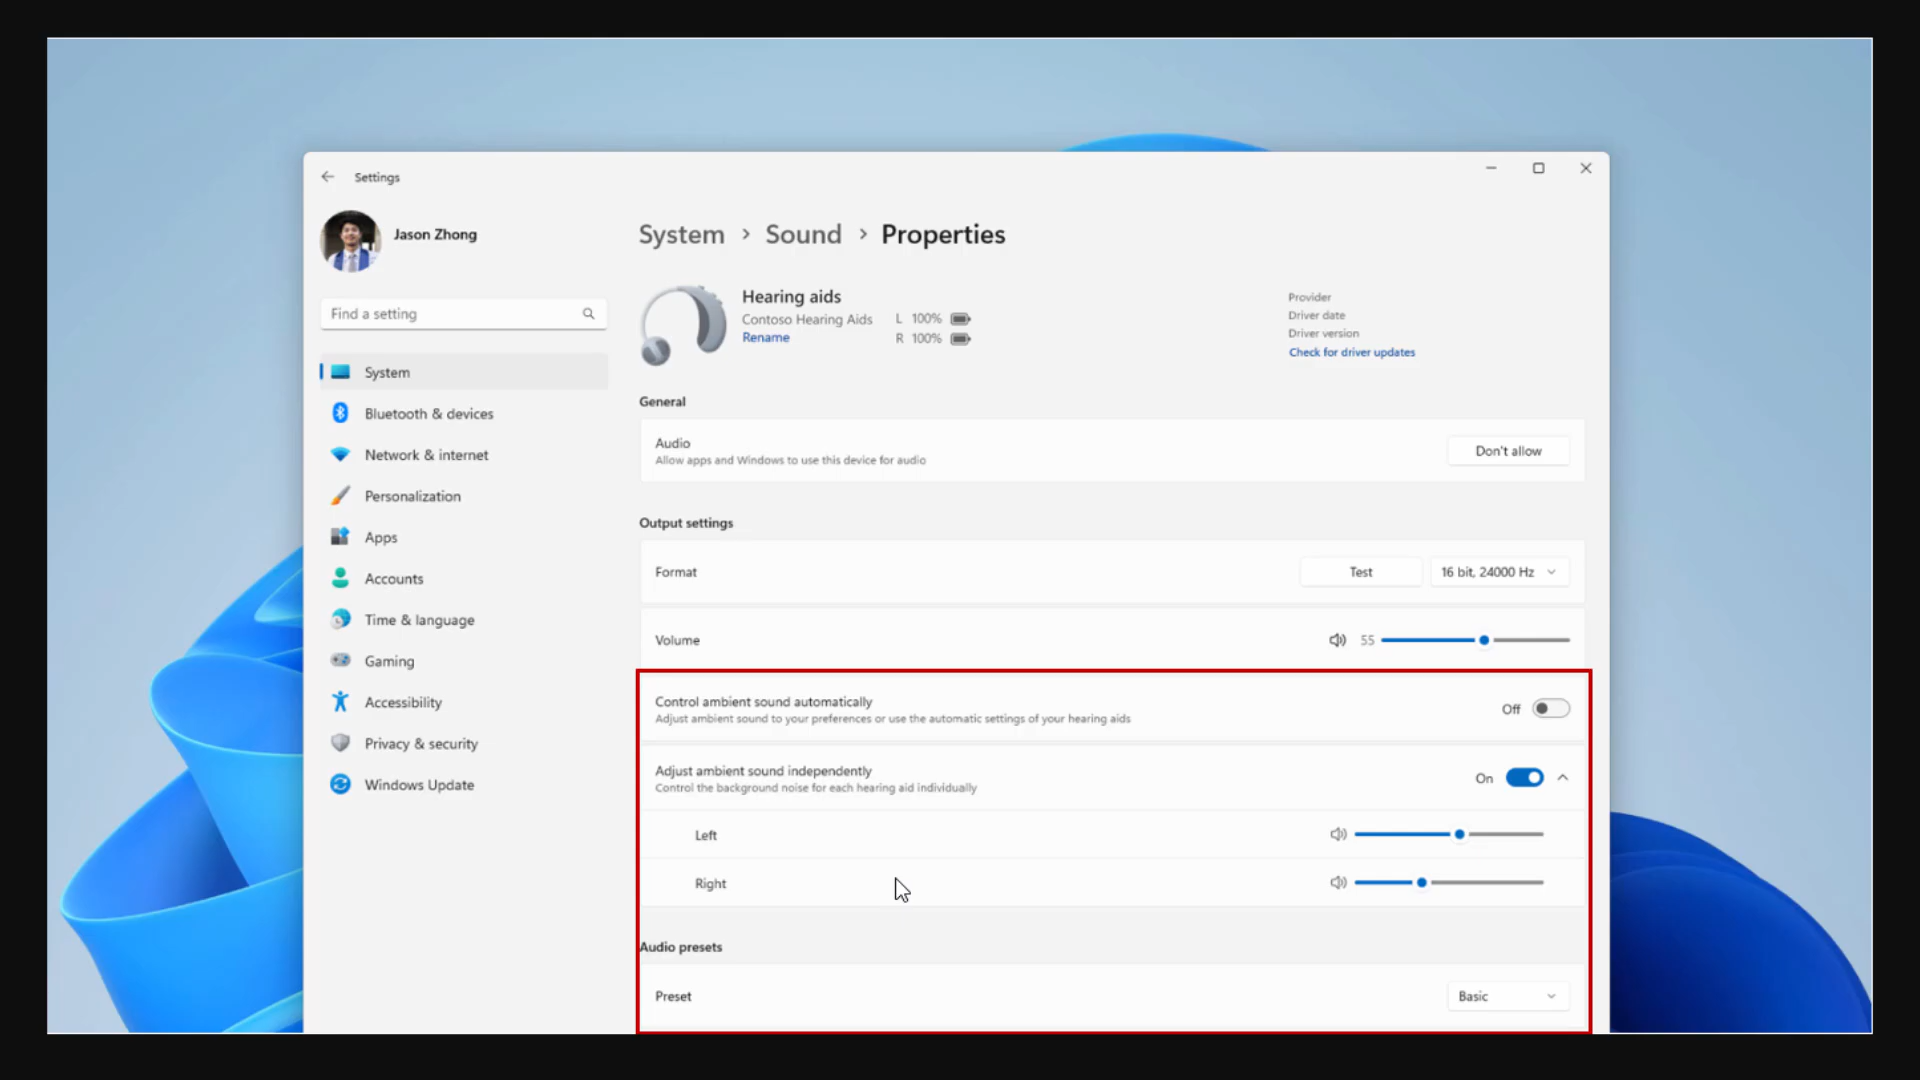 Settings
Jason Zhong
Find a setting
System
Bluetooth & devices
Network & internet
Personalization
Apps
Accounts
Time & language
Gaming
Accessibility
Privacy & security
Windows Update
System > Sound > Properties
Hearing aids
Contoso Hearing Aids
Rename
L 100%
R 100%
Provider
Driver date
Driver version
Check for driver updates
General
Audio
Allow apps and Windows to use this device for audio
Don't allow
Output settings
Format
Test
16 bit, 24000 Hz
Volume
55
Control ambient sound automatically
Adjust ambient sound to your preferences or use the automatic settings of your hearing aids
Off
Adjust ambient sound independently
Control the background noise for each hearing aid individually
On
Left
Right
Audio presets
Preset
Basic